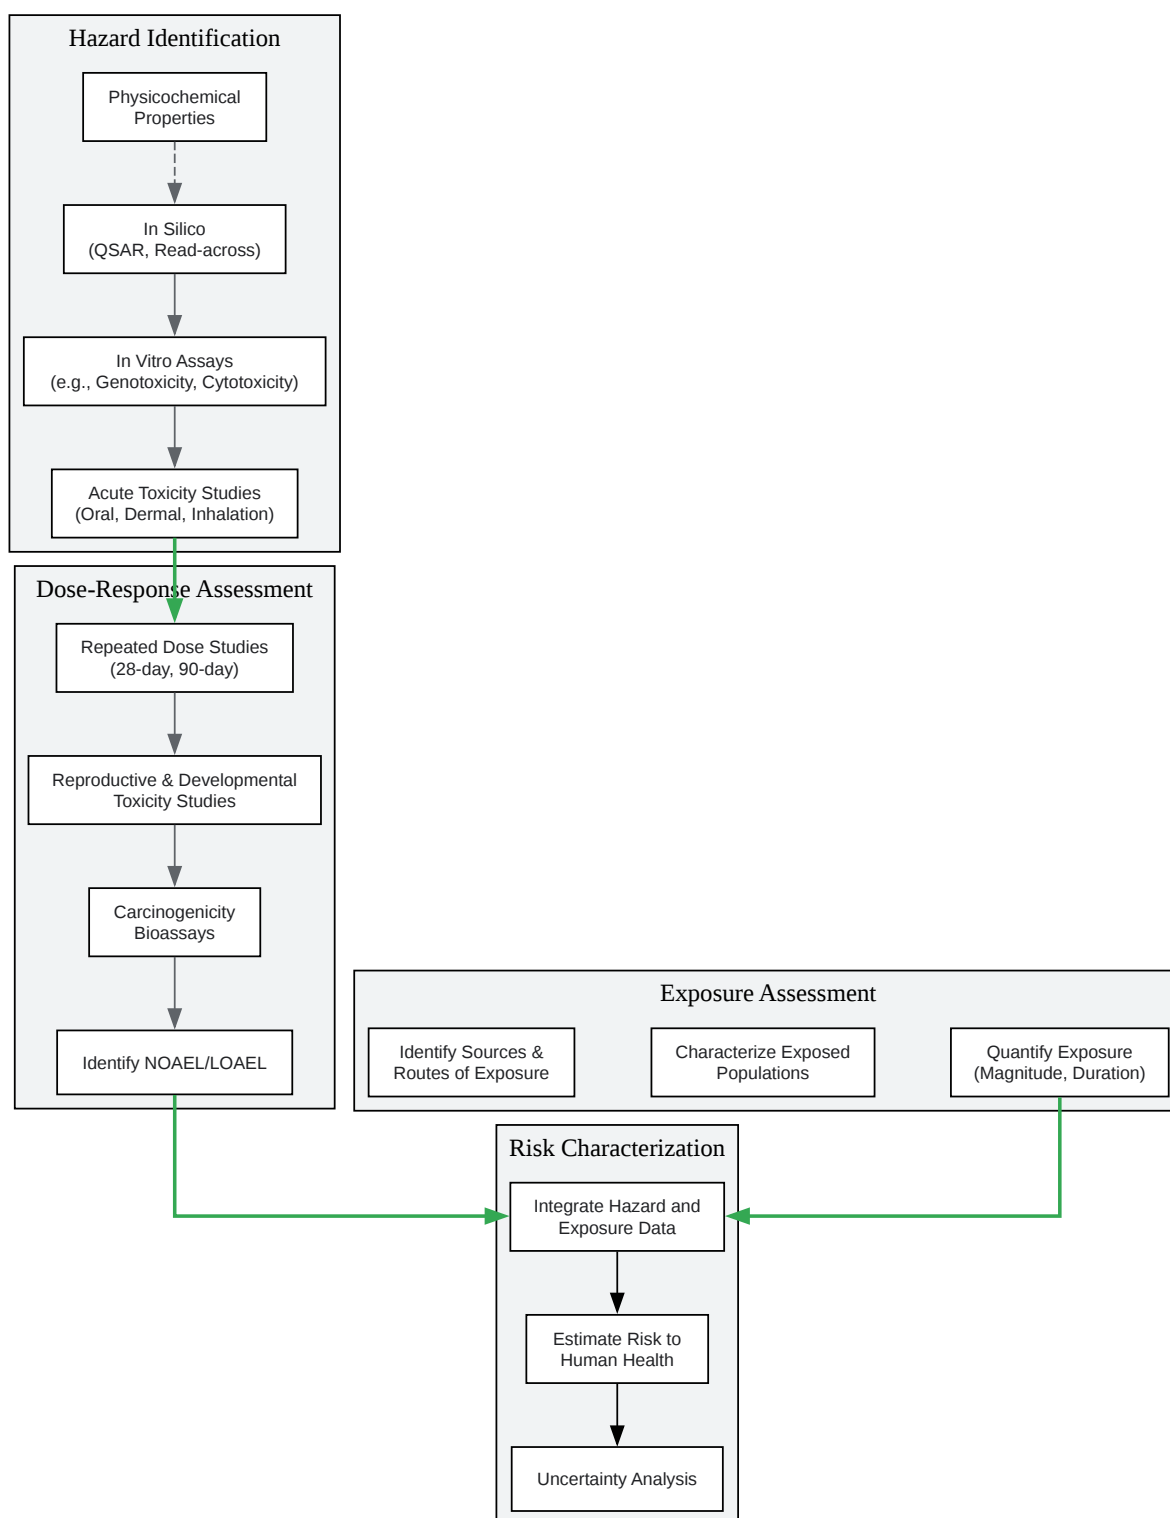 Hazard Identification
Physicochemical
Properties
In Silico
(QSAR, Read-across)
In Vitro Assays
(e.g., Genotoxicity, Cytotoxicity)
Acute Toxicity Studies
(Oral, Dermal, Inhalation)
Dose-Response Assessment
Repeated Dose Studies
(28-day, 90-day)
Reproductive & Developmental
Toxicity Studies
Carcinogenicity
Bioassays
Identify NOAEL/LOAEL
Exposure Assessment
Identify Sources &
Routes of Exposure
Characterize Exposed
Populations
Quantify Exposure
(Magnitude, Duration)
Risk Characterization
Integrate Hazard and
Exposure Data
Estimate Risk to
Human Health
Uncertainty Analysis